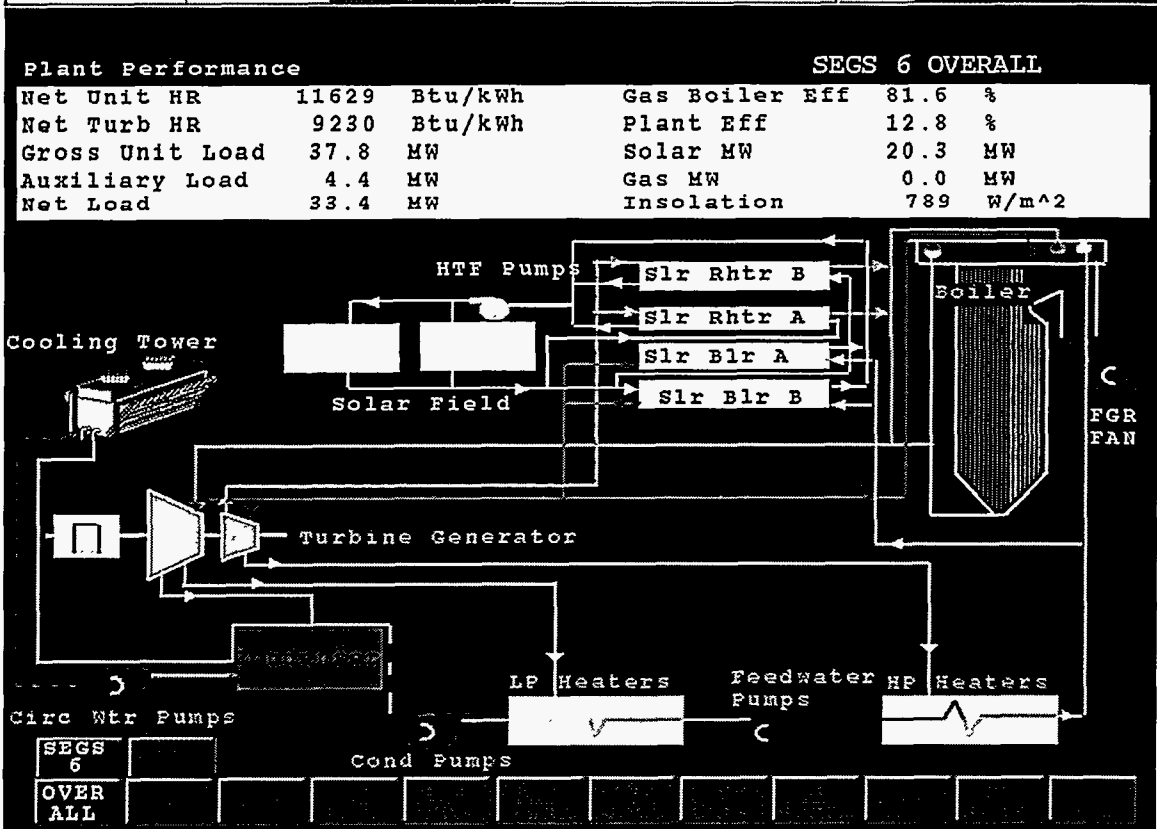 Plant Performance SEGS 6 OVERALL
Net Unit HR 11629 Btu/kWh Gas Boiler Eff 81.6 %
Net Turb HR 9230 Btu/kWh Plant Eff 12.8 %
Gross Unit Load 37.8 MW Solar MW 20.3 MW
Auxiliary Load 4.4 MW Gas MW 0.0 MW
Net Load 33.4 MW Insolation 789 W/m^2
HTF Pumps
Slr Rhtr B
Boiler
Slr Rhtr A
Cooling Tower
Slr Blr A
Solar Field
Slr Blr B
FGR
FAN
Turbine Generator
LP Heaters
Feedwater
Pumps
HP Heaters
Circ Wtr Pumps
Cond Pumps
SEGS
6
OVER
ALL